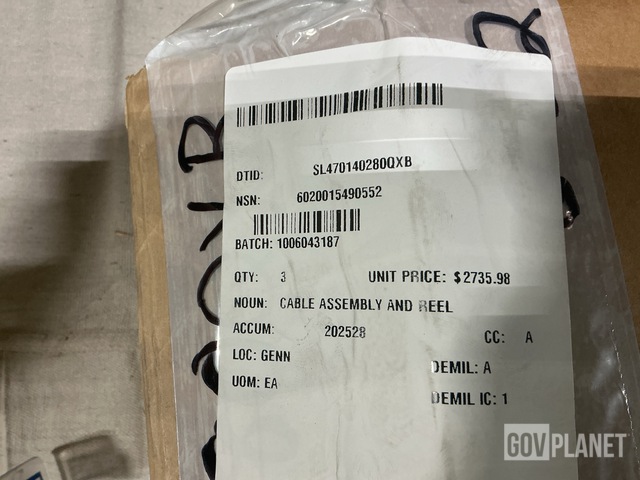 DTID: SL470140280QXB
NSN: 6020015490552
BATCH: 1006043187
QTY: 3 UNIT PRICE: $2735.98
NOUN: CABLE ASSEMBLY AND REEL
ACCUM: 202528 CC: A
LOC: GENN DEMIL: A
UOM: EA DEMIL IC: 1
GOVPLANET